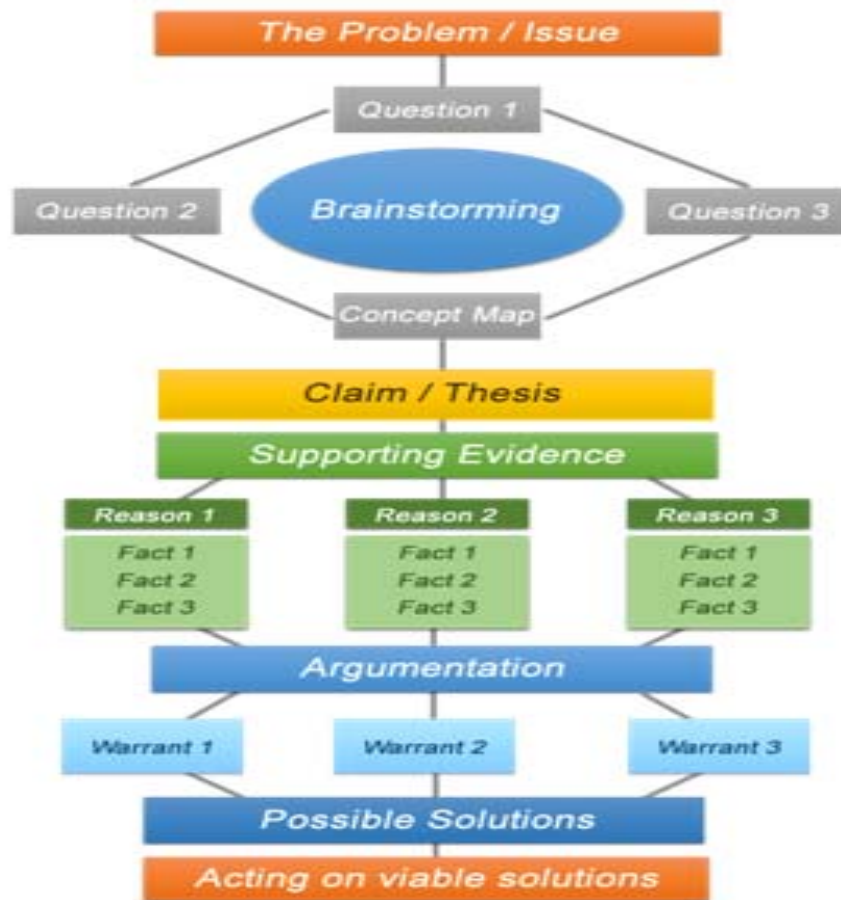 The Problem / Issue
Question 1
Question 2
Brainstorming
Question 3
Concept Map
Claim / Thesis
Supporting Evidence
Reason 1
Fact 1
Fact 2
Fact 3
Reason 2
Fact 1
Fact 2
Fact 3
Reason 3
Fact 1
Fact 2
Fact 3
Argumentation
Warrant 1
Warrant 2
Warrant 3
Possible Solutions
Acting on viable solutions